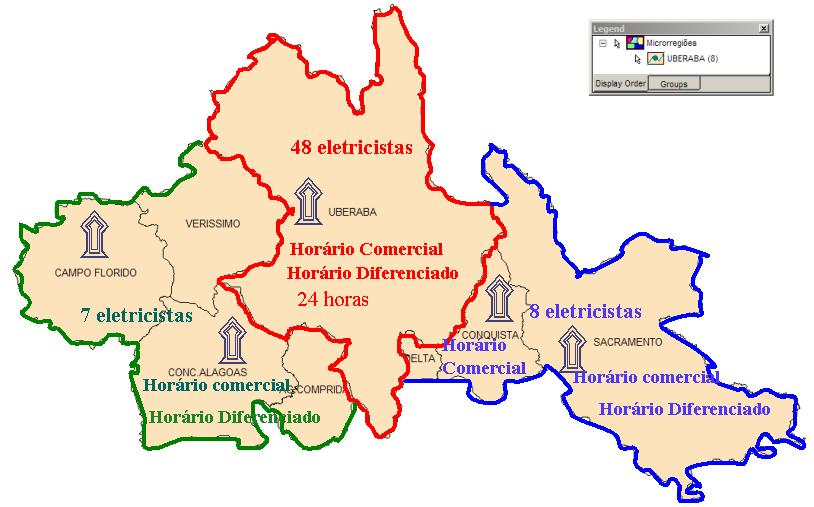 Legend
Microrregiões
UBERABA (8)
Display Order
Groups
48 eletricistas
UBERABA
VERISSIMO
Horário Comercial
Horário Diferenciado
24 horas
CAMPO FLORIDO
7 eletricistas
8 eletricistas
CONQUISTA
SACRAMENTO
Horário
Comercial
DELTA
CONC.ALAGOAS
Horário comercial
COMPRIDA
Horário Diferenciado
Horário comercial
Horário Diferenciado